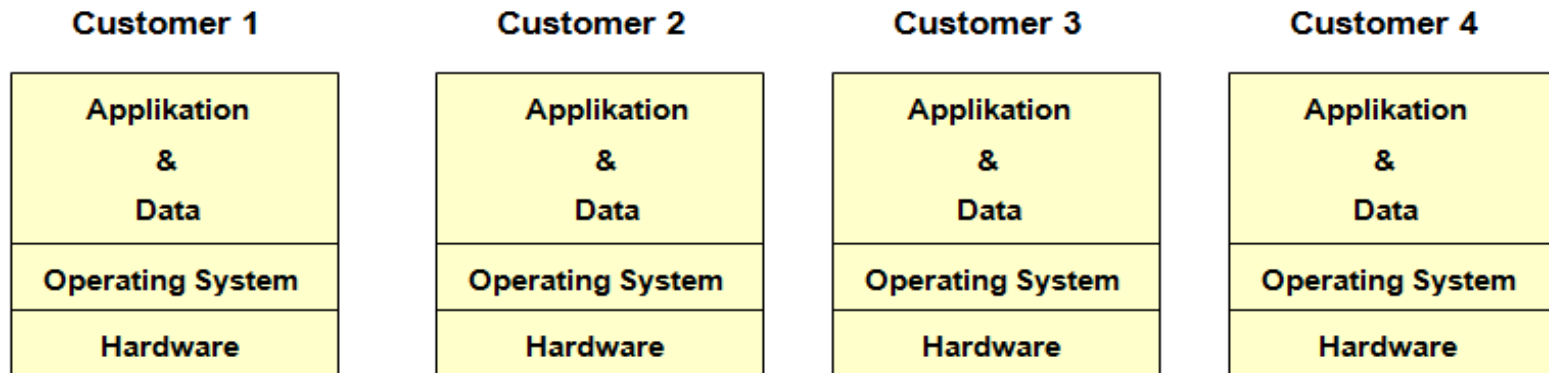 Customer 1
Applikation
&
Data
Operating System
Hardware
Customer 2
Applikation
&
Data
Operating System
Hardware
Customer 3
Applikation
&
Data
Operating System
Hardware
Customer 4
Applikation
&
Data
Operating System
Hardware